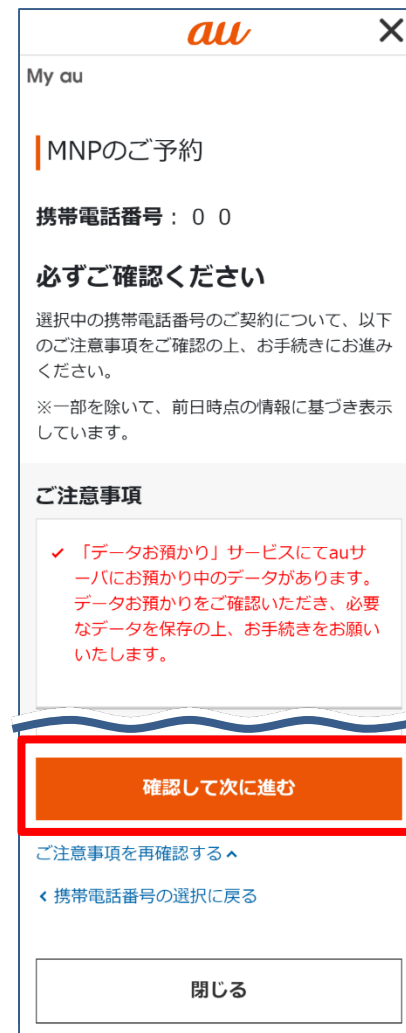 au
My au
MNPのご予約
携帯電話番号： ００
必ずご確認ください
選択中の携帯電話番号のご契約について、以下
のご注意事項をご確認の上、お手続きにお進み
ください。
※一部を除いて、前日時点の情報に基づき表示
しています。
ご注意事項
「データお預かり」サービスにてauサ
ーバにお預かり中のデータがあります。
データお預かりをご確認いただき、必要
なデータを保存の上、お手続きをお願い
いたします。
確認して次に進む
ご注意事項を再確認する
携帯電話番号の選択に戻る
閉じる